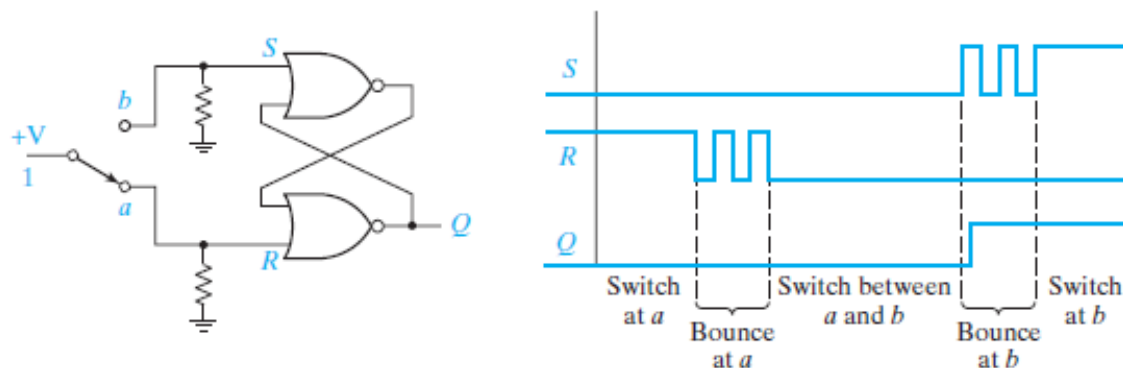 S
b
+V
1
a
R
Q
S
R
Q
Switch at a
Bounce at a
Switch between a and b
Bounce at b
Switch at b